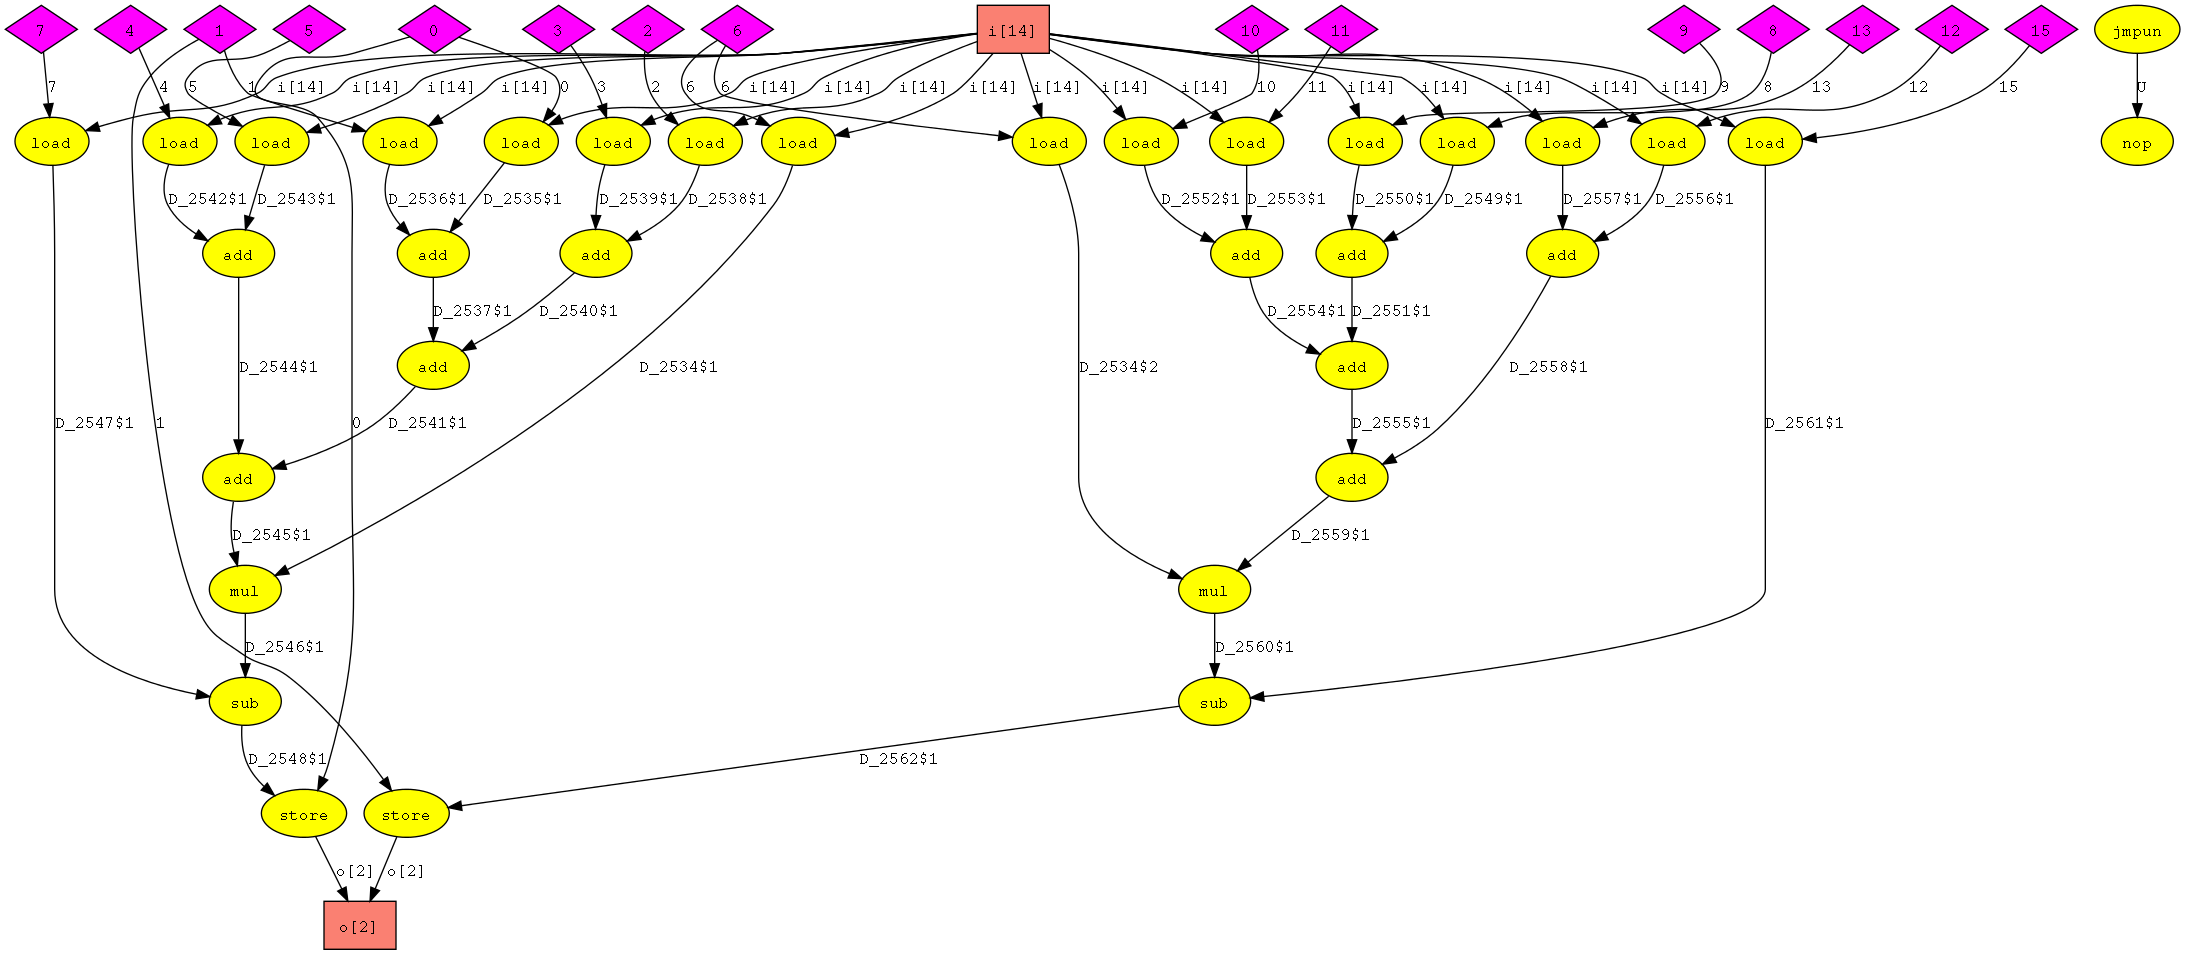 7 4 1 5 0 3 2 6 i[14] 10 11 9 8 13 12 15 jmpun
7 4 5 i[14] i[14] i[14] 1 i[14] 0 3 2 6 6 i[14] i[14] i[14] i[14] i[14] i[14] i[14] 10 11 i[14] i[14] i[14] i[14] i[14] 9 8 13 12 15 U
load load load load load load load load load load load load load load load load nop
D_2542$1 D_2543$1 D_2536$1 D_2535$1 D_2539$1 D_2538$1 D_2552$1 D_2553$1 D_2550$1 D_2549$1 D_2557$1 D_2556$1
add add add add add add
D_2537$1 D_2540$1 D_2554$1 D_2551$1
D_2544$1 add D_2534$1 D_2534$2 add D_2558$1
D_2547$1 1 0 D_2541$1 D_2555$1 D_2561$1
add add
D_2545$1 D_2559$1
mul mul
D_2546$1 D_2560$1
sub sub
D_2548$1 D_2562$1
store store
o[2] o[2]
o[2]